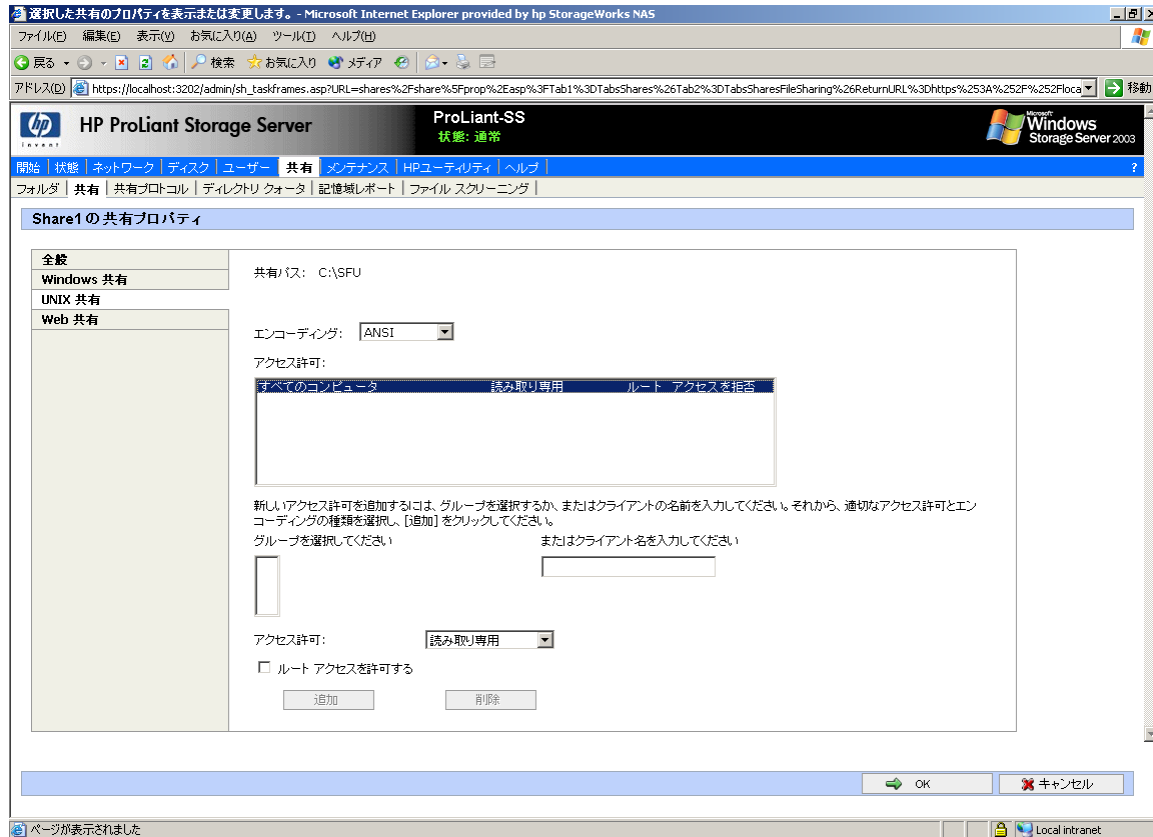 選択した共有のプロパティを表示または変更します。 - Microsoft Internet Explorer provided by hp StorageWorks NAS
ファイル(F) 編集(E) 表示(V) お気に入り(A) ツール(T) ヘルプ(H)
戻る 検索 お気に入り メディア
アドレス(D) https://localhost:3202/admin/sh_taskframes.asp?URL=shares%2Fshare%5Fprop%2Easp%3FTab1%3DTabsShares%26Tab2%3DTabsSharesFileSharing%26ReturnURL%3Dhttps%253A%252F%252Floca 移動
hp invent HP ProLiant Storage Server ProLiant-SS Microsoft Windows Storage Server 2003
状態: 通常
開始 状態 ネットワーク ディスク ユーザー 共有 メンテナンス HPユーティリティ ヘルプ ?
フォルダ 共有 共有プロトコル ディレクトリ クォータ 記憶域レポート ファイル スクリーニング
Share1 の 共有プロパティ
全般
Windows 共有
UNIX 共有
Web 共有
共有パス: C:\SFU
エンコーディング: ANSI
アクセス許可:
すべてのコンピュータ 読み取り専用 ルート アクセスを拒否
新しいアクセス許可を追加するには、グループを選択するか、またはクライアントの名前を入力してください。それから、適切なアクセス許可とエン
コーディングの種類を選択し、[追加] をクリックしてください。
グループを選択してください またはクライアント名を入力してください
アクセス許可: 読み取り専用
ルート アクセスを許可する
追加 削除
OK キャンセル
ページが表示されました Local intranet